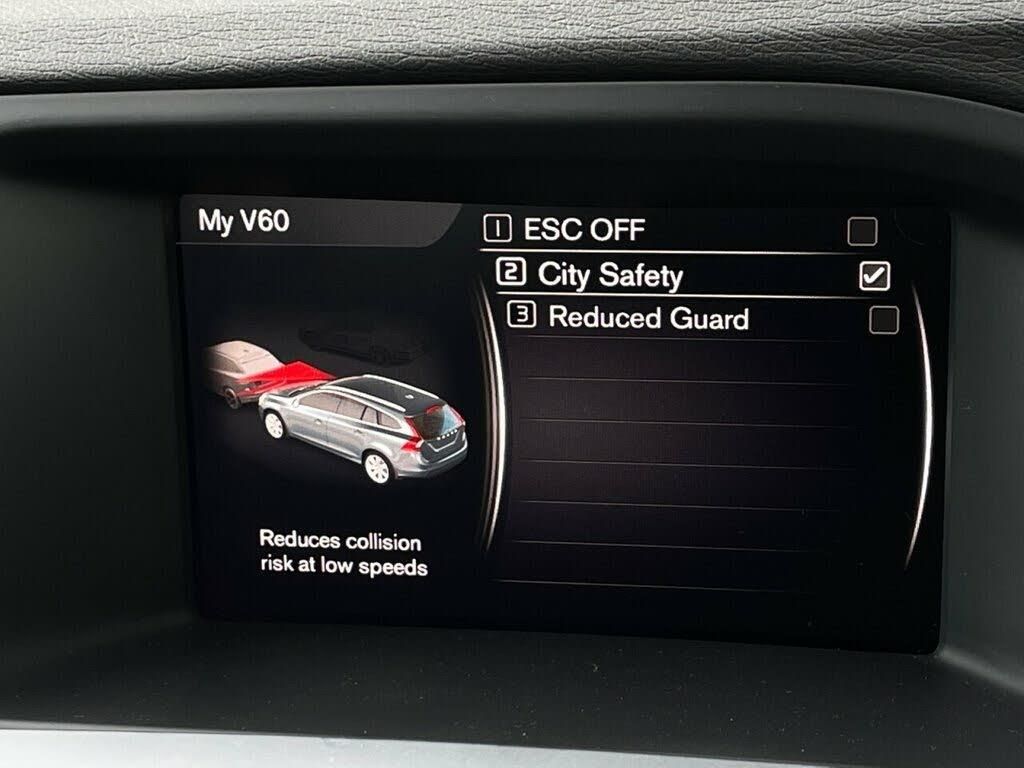 My V60
1 ESC OFF
2 City Safety
3 Reduced Guard
Reduces collision
risk at low speeds